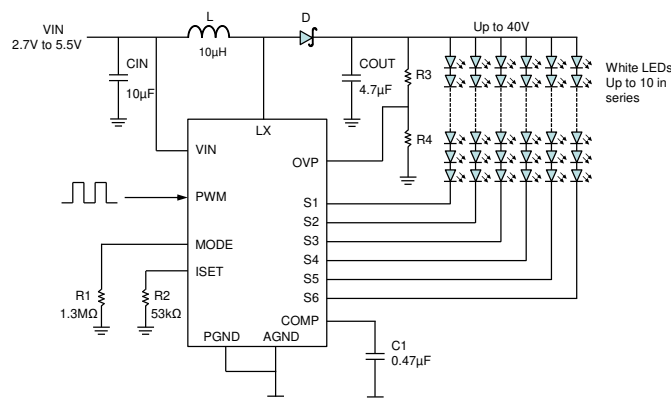 VIN
2.7V to 5.5V
L
10µH
D
Up to 40V
CIN
10µF
COUT
4.7µF
R3
R4
White LEDs
Up to 10 in
series
LX
VIN
OVP
PWM
S1
S2
MODE
S3
S4
ISET
S5
S6
R1
1.3MΩ
R2
53kΩ
COMP
PGND
AGND
C1
0.47µF